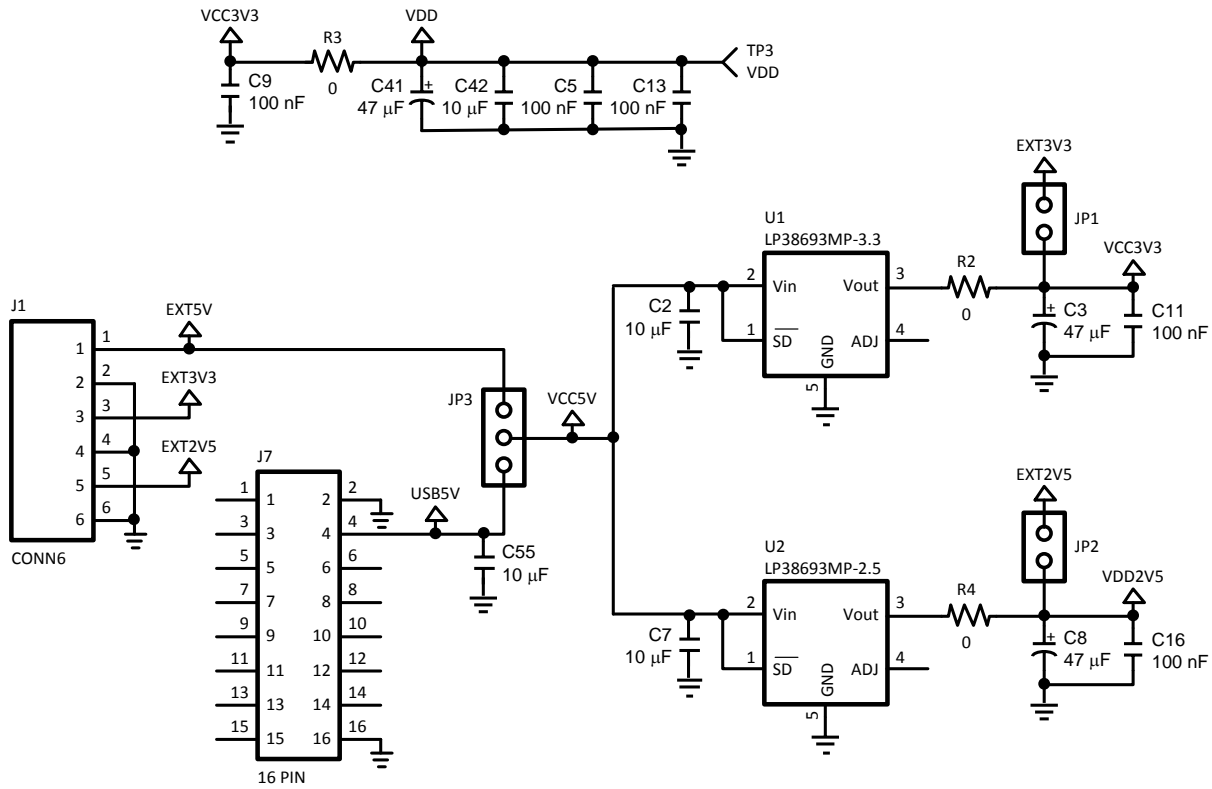 VCC3V3
R3
0
VDD
C9
100 nF
C41
47 µF
+
C42
10 µF
C5
100 nF
C13
100 nF
TP3
VDD
J1
1
2
3
4
5
6
1
2
3
4
5
6
CONN6
EXT5V
EXT3V3
EXT2V5
J7
1
3
5
7
9
11
13
15
1 2
3 4
5 6
7 8
9 10
11 12
13 14
15 16
2
4
6
8
10
12
14
16
16 PIN
USB5V
C55
10 µF
JP3
VCC5V
C2
10 µF
U1
LP38693MP-3.3
2 Vin Vout 3
1 SD ADJ 4
GND
5
R2
0
EXT3V3
JP1
VCC3V3
+
C3
47 µF
C11
100 nF
C7
10 µF
U2
LP38693MP-2.5
2 Vin Vout 3
1 SD ADJ 4
GND
5
R4
0
EXT2V5
JP2
VDD2V5
+
C8
47 µF
C16
100 nF